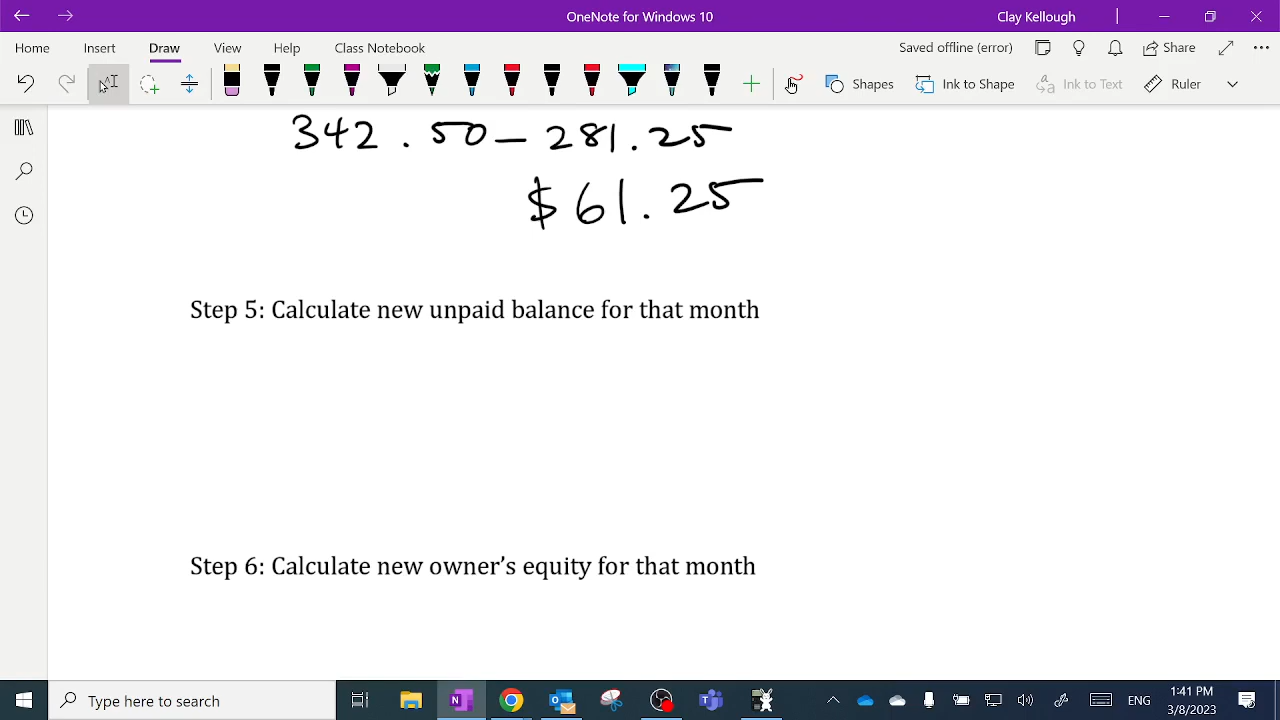 OneNote for Windows 10
Clay Kellough
Home Insert Draw View Help Class Notebook
Saved offline (error) Share
Shapes Ink to Shape Ink to Text Ruler
342.50 - 281.25
$61.25
Step 5: Calculate new unpaid balance for that month
Step 6: Calculate new owner’s equity for that month
Type here to search
ENG
1:41 PM
3/8/2023